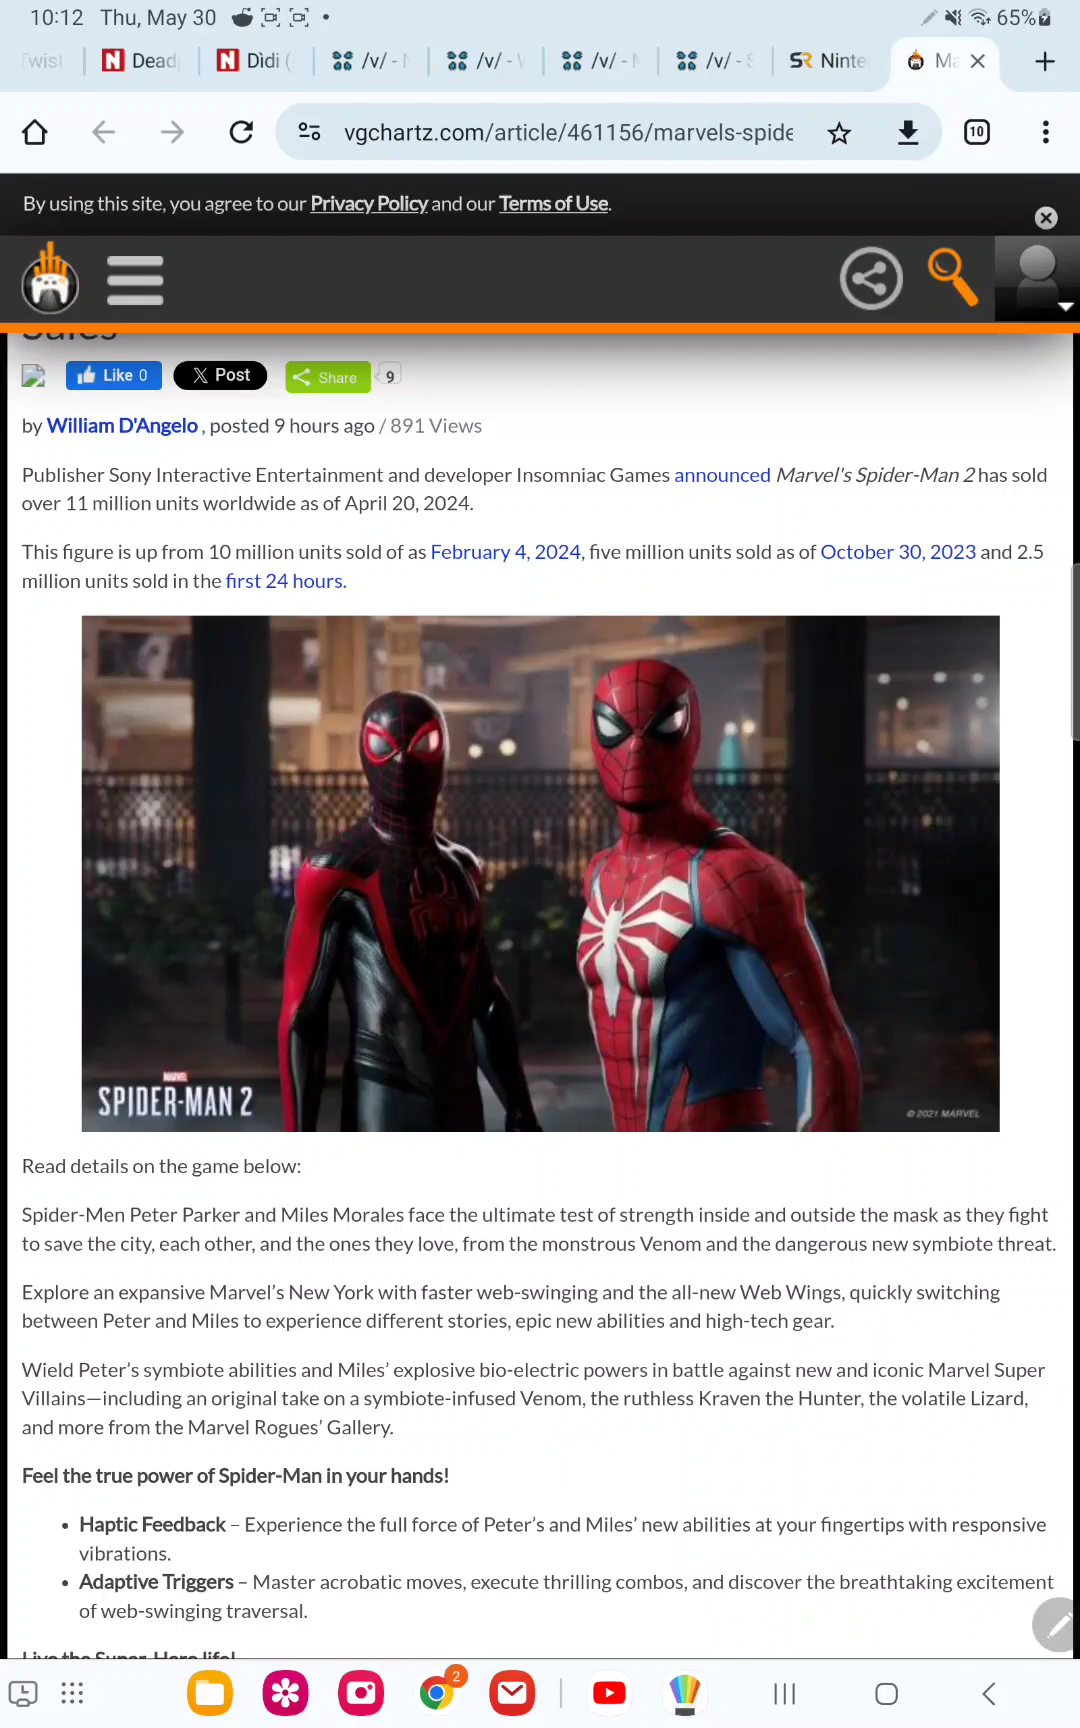 10:12 Thu, May 30 65%
Twist Dead Dìdi ( /v/ - /v/ - /v/ - /v/ - S Ninte Ma
vgchartz.com/article/461156/marvels-spide 10
By using this site, you agree to our Privacy Policy and our Terms of Use.
Sales
Like 0 Post Share 9
by William D'Angelo , posted 9 hours ago / 891 Views
Publisher Sony Interactive Entertainment and developer Insomniac Games announced Marvel's Spider-Man 2 has sold
over 11 million units worldwide as of April 20, 2024.
This figure is up from 10 million units sold of as February 4, 2024, five million units sold as of October 30, 2023 and 2.5
million units sold in the first 24 hours.
MARVEL
SPIDER-MAN 2
© 2021 MARVEL
Read details on the game below:
Spider-Men Peter Parker and Miles Morales face the ultimate test of strength inside and outside the mask as they fight
to save the city, each other, and the ones they love, from the monstrous Venom and the dangerous new symbiote threat.
Explore an expansive Marvel’s New York with faster web-swinging and the all-new Web Wings, quickly switching
between Peter and Miles to experience different stories, epic new abilities and high-tech gear.
Wield Peter’s symbiote abilities and Miles’ explosive bio-electric powers in battle against new and iconic Marvel Super
Villains—including an original take on a symbiote-infused Venom, the ruthless Kraven the Hunter, the volatile Lizard,
and more from the Marvel Rogues’ Gallery.
Feel the true power of Spider-Man in your hands!
• Haptic Feedback – Experience the full force of Peter’s and Miles’ new abilities at your fingertips with responsive
vibrations.
• Adaptive Triggers – Master acrobatic moves, execute thrilling combos, and discover the breathtaking excitement
of web-swinging traversal.
Live the Super-Hero life!
2